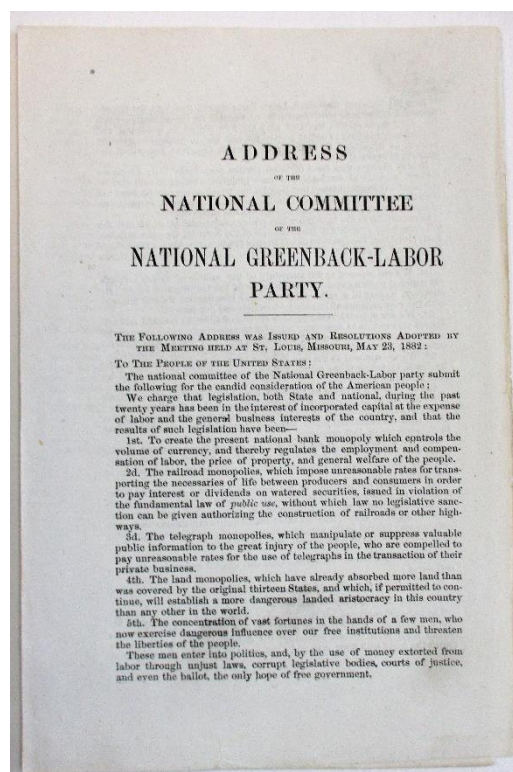 ADDRESS
OF THE
NATIONAL COMMITTEE
OF THE
NATIONAL GREENBACK-LABOR
PARTY.
THE FOLLOWING ADDRESS WAS ISSUED AND RESOLUTIONS ADOPTED BY
THE MEETING HELD AT ST. LOUIS, MISSOURI, MAY 23, 1882:
TO THE PEOPLE OF THE UNITED STATES:
The national committee of the National Greenback-Labor party submit
the following for the candid consideration of the American people:
We charge that legislation, both State and national, during the past
twenty years has been in the interest of incorporated capital at the expense
of labor and the general business interests of the country, and that the
results of such legislation have been—
1st. To create the present national bank monopoly which controls the
volume of currency, and thereby regulates the employment and compen-
sation of labor, the price of property, and general welfare of the people.
2d. The railroad monopolies, which impose unreasonable rates for trans-
porting the necessaries of life between producers and consumers in order
to pay interest or dividends on watered securities, issued in violation of
the fundamental law of public use, without which law no legislative sanc-
tion can be given authorizing the construction of railroads or other high-
ways.
3d. The telegraph monopolies, which manipulate or suppress valuable
public information to the great injury of the people, who are compelled to
pay unreasonable rates for the use of telegraphs in the transaction of their
private business.
4th. The land monopolies, which have already absorbed more land than
was covered by the original thirteen States, and which, if permitted to con-
tinue, will establish a more dangerous landed aristocracy in this country
than any other in the world.
5th. The concentration of vast fortunes in the hands of a few men, who
now exercise dangerous influence over our free institutions and threaten
the liberties of the people.
These men enter into politics, and, by the use of money extorted from
labor through unjust laws, corrupt legislative bodies, courts of justice,
and even the ballot, the only hope of free government.